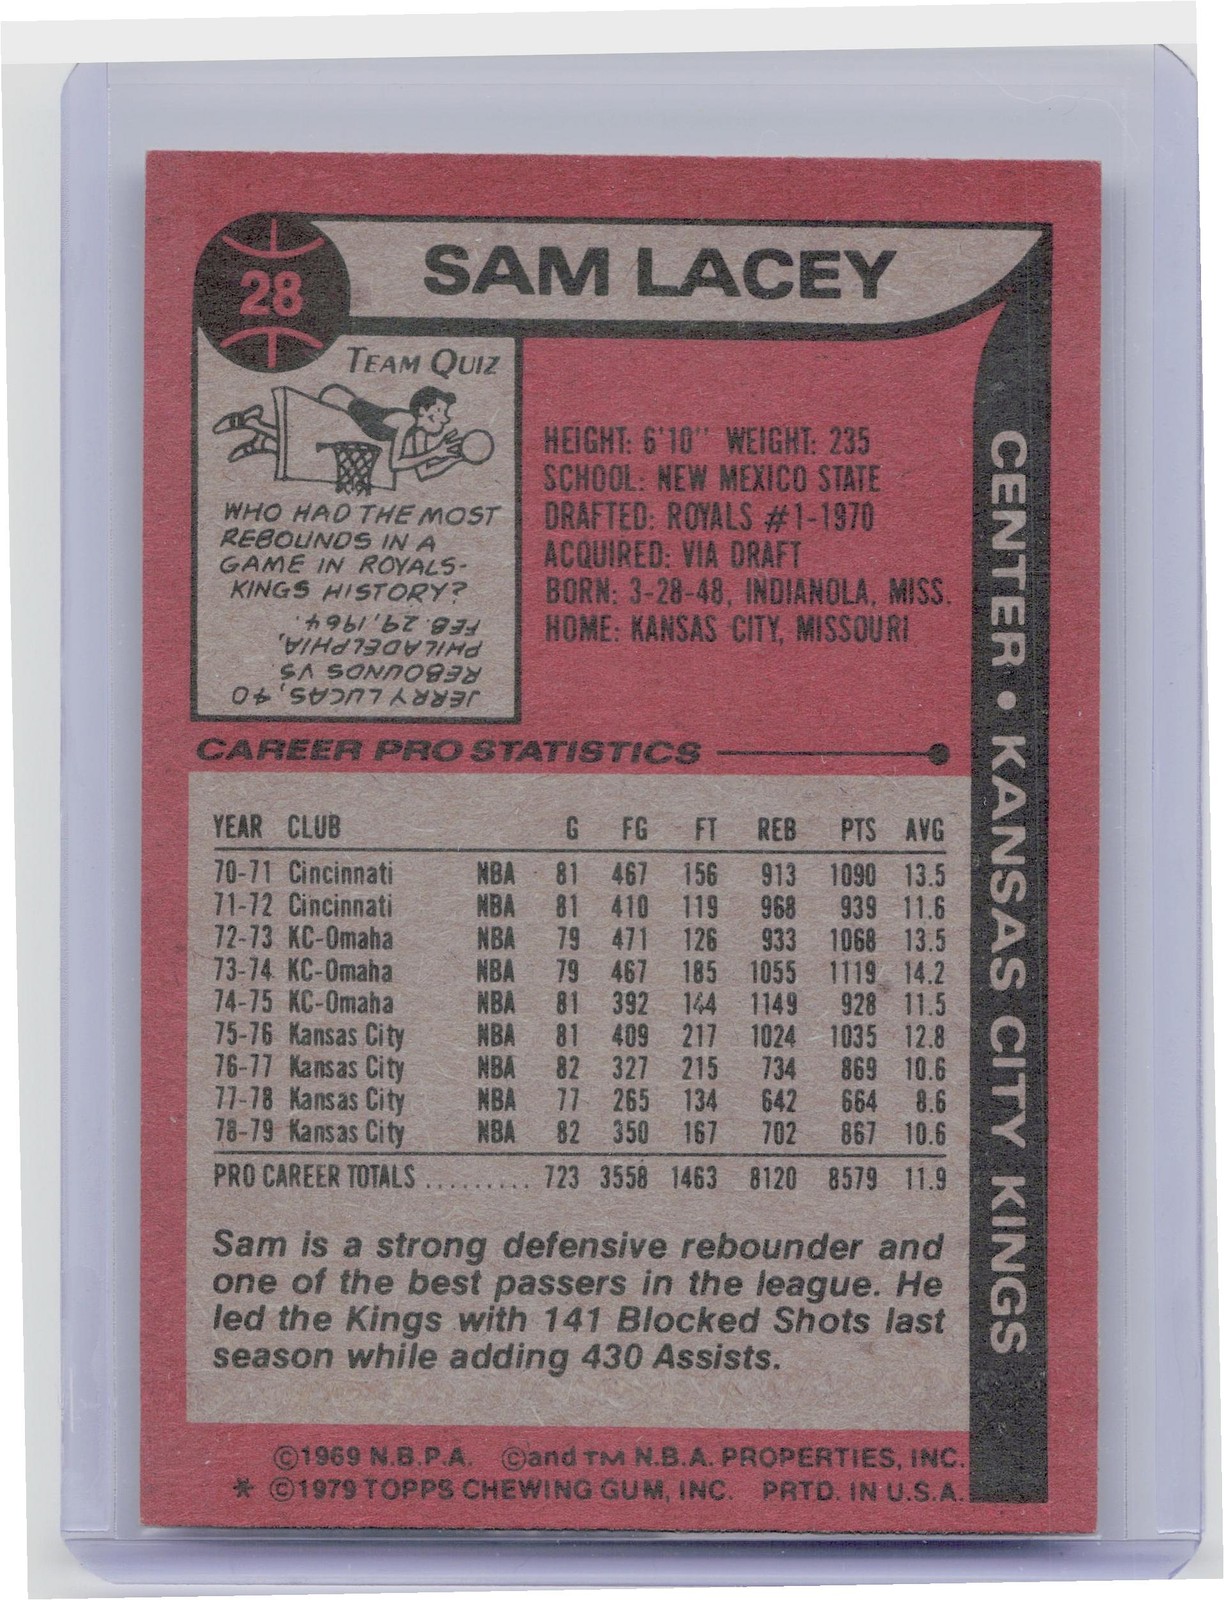 28
SAM LACEY
TEAM QUIZ
WHO HAD THE MOST
REBOUNDS IN A
GAME IN ROYALS-
KINGS HISTORY?
JERRY LUCAS, 40
REBOUNDS VS
PHILADELPHIA,
FEB. 29, 1964.
HEIGHT: 6'10" WEIGHT: 235
SCHOOL: NEW MEXICO STATE
DRAFTED: ROYALS #1-1970
ACQUIRED: VIA DRAFT
BORN: 3-28-48, INDIANOLA, MISS.
HOME: KANSAS CITY, MISSOURI
CENTER • KANSAS CITY KINGS
CAREER PRO STATISTICS
YEAR CLUB G FG FT REB PTS AVG
70-71 Cincinnati NBA 81 467 156 913 1090 13.5
71-72 Cincinnati NBA 81 410 119 968 939 11.6
72-73 KC-Omaha NBA 79 471 126 933 1068 13.5
73-74 KC-Omaha NBA 79 467 185 1055 1119 14.2
74-75 KC-Omaha NBA 81 392 144 1149 928 11.5
75-76 Kansas City NBA 81 409 217 1024 1035 12.8
76-77 Kansas City NBA 82 327 215 734 869 10.6
77-78 Kansas City NBA 77 265 134 642 664 8.6
78-79 Kansas City NBA 82 350 167 702 867 10.6
PRO CAREER TOTALS ......... 723 3558 1463 8120 8579 11.9
Sam is a strong defensive rebounder and
one of the best passers in the league. He
led the Kings with 141 Blocked Shots last
season while adding 430 Assists.
©1969 N.B.P.A. ©and TM N.B.A. PROPERTIES, INC.
* ©1979 TOPPS CHEWING GUM, INC. PRTD. IN U.S.A.